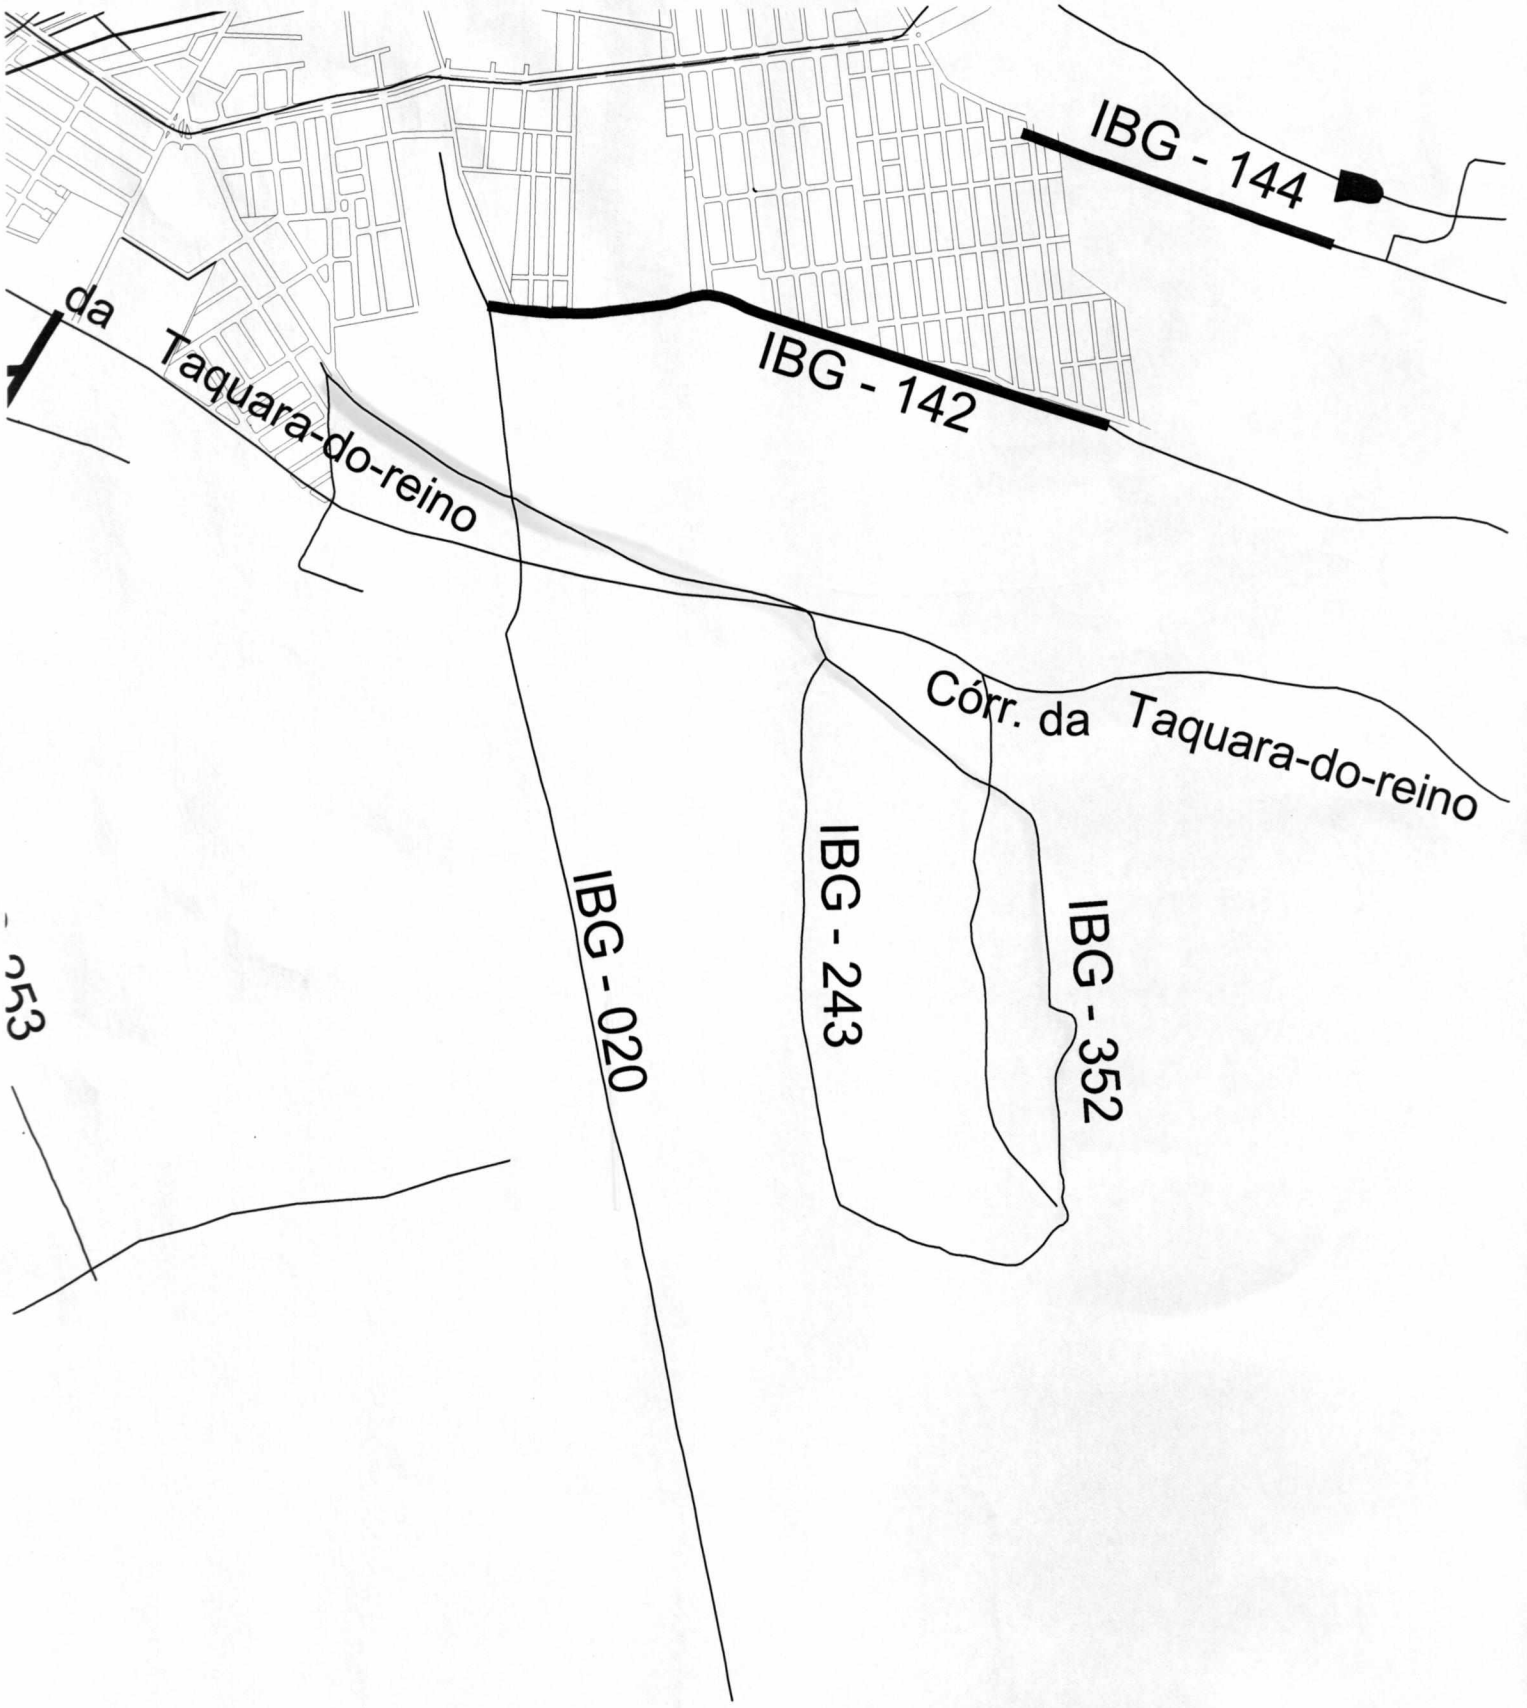 IBG - 144
da Taquara-do-reino
IBG - 142
Córr. da Taquara-do-reino
IBG - 020
IBG - 243
IBG - 352
253